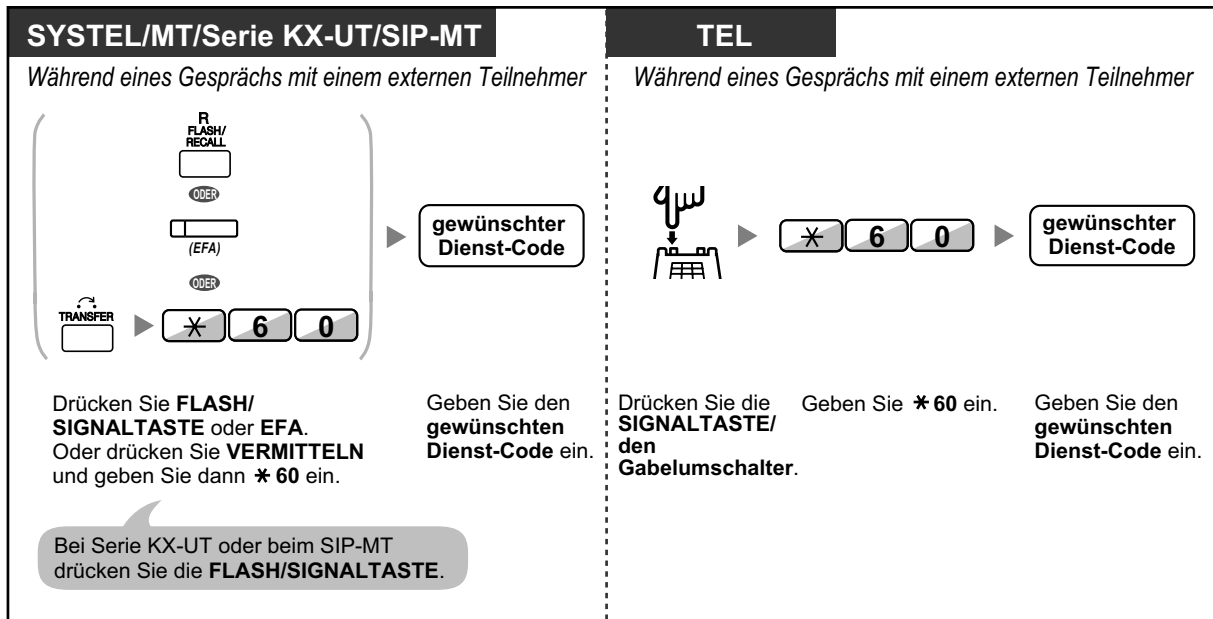 SYSTEL/MT/Serie KX-UT/SIP-MT
Während eines Gesprächs mit einem externen Teilnehmer
R
FLASH/
RECALL
ODER
(EFA)
ODER
TRANSFER
* 6 0
gewünschter
Dienst-Code
Drücken Sie FLASH/
SIGNALTASTE oder EFA.
Oder drücken Sie VERMITTELN
und geben Sie dann * 60 ein.
Geben Sie den
gewünschten
Dienst-Code ein.
Bei Serie KX-UT oder beim SIP-MT
drücken Sie die FLASH/SIGNALTASTE.
TEL
Während eines Gesprächs mit einem externen Teilnehmer
* 6 0
gewünschter
Dienst-Code
Drücken Sie die
SIGNALTASTE/
den
Gabelumschalter.
Geben Sie * 60 ein.
Geben Sie den
gewünschten
Dienst-Code ein.